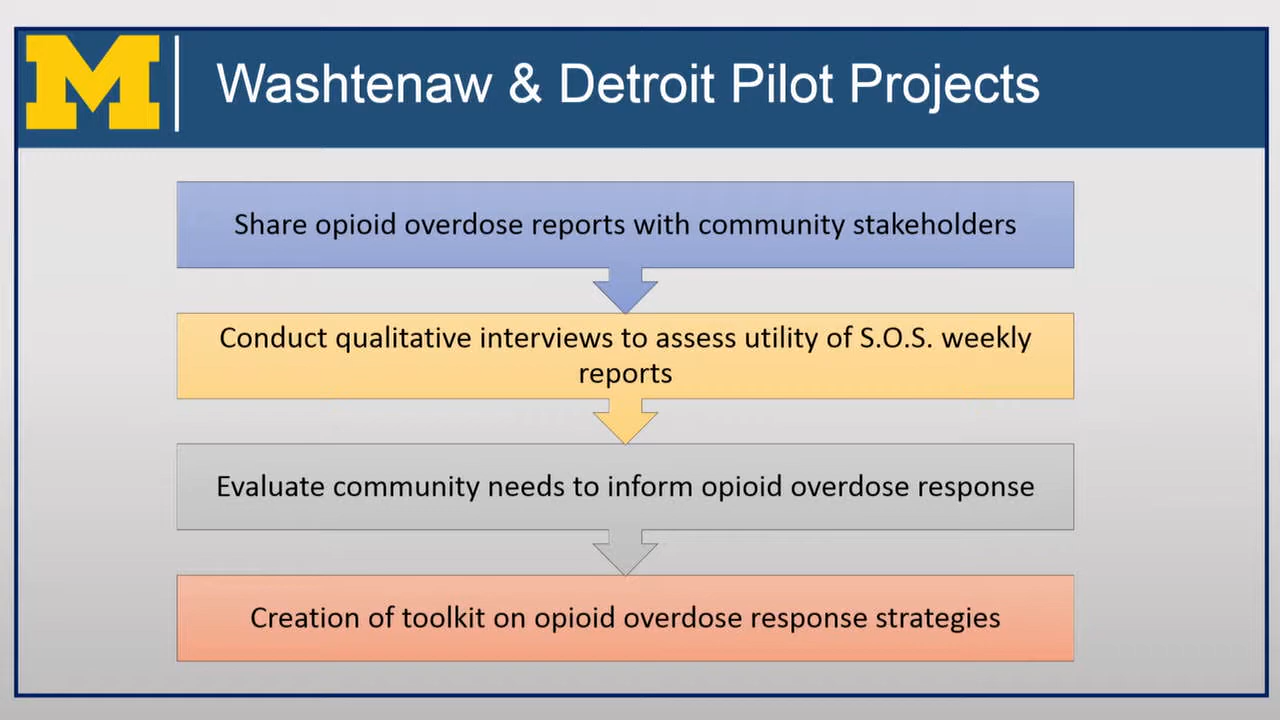 M
Washtenaw & Detroit Pilot Projects
Share opioid overdose reports with community stakeholders
Conduct qualitative interviews to assess utility of S.O.S. weekly
reports
Evaluate community needs to inform opioid overdose response
Creation of toolkit on opioid overdose response strategies